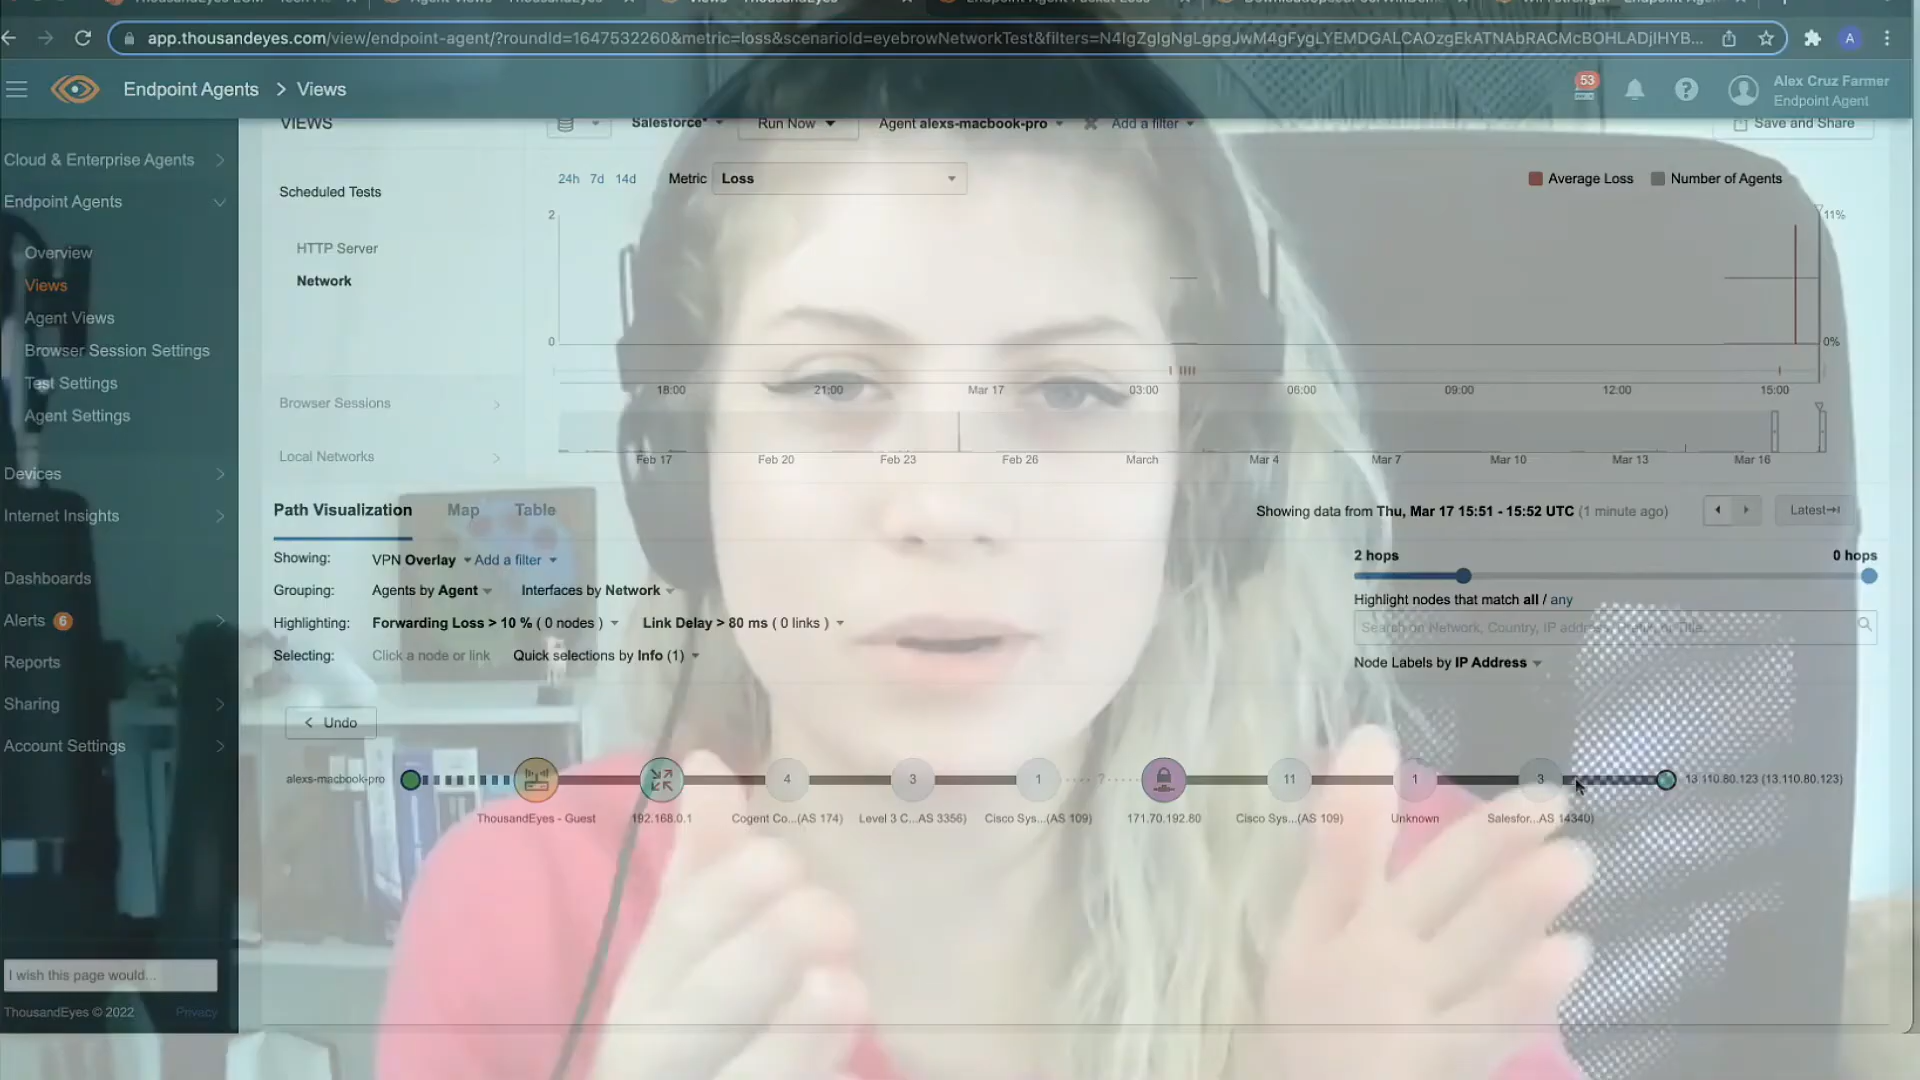 app.thousandeyes.com/view/endpoint-agent/?roundId=1647532260&metric=loss&scenarioId=eyebrowNetworkTest&filters=
A
Endpoint Agents > Views
53
Alex Cruz Farmer
Endpoint Agent
VIEWS
Salesforce*
Run Now
Agent alexs-macbook-pro
Add a filter
Save and Share
Cloud & Enterprise Agents
Endpoint Agents
Overview
Views
Agent Views
Browser Session Settings
Test Settings
Agent Settings
Devices
Internet Insights
Dashboards
Alerts 6
Reports
Sharing
Account Settings
I wish this page would...
ThousandEyes © 2022 Privacy
Scheduled Tests
HTTP Server
Network
Browser Sessions
Local Networks
24h 7d 14d Metric Loss
Average Loss Number of Agents
2 11%
0 0%
18:00 21:00 Mar 17 03:00 06:00 09:00 12:00 15:00
Feb 17 Feb 20 Feb 23 Feb 26 March Mar 4 Mar 7 Mar 10 Mar 13 Mar 16
Path Visualization Map Table
Showing data from Thu, Mar 17 15:51 - 15:52 UTC (1 minute ago)
Latest
Showing: VPN Overlay Add a filter
Grouping: Agents by Agent Interfaces by Network
Highlighting: Forwarding Loss > 10 % ( 0 nodes ) Link Delay > 80 ms ( 0 links )
Selecting: Click a node or link Quick selections by Info (1)
2 hops 0 hops
Highlight nodes that match all / any
Search on Network, Country, IP address, Prefix or Title...
Node Labels by IP Address
< Undo
alexs-macbook-pro 4 3 1 ? 11 1 3 13.110.80.123 (13.110.80.123)
ThousandEyes - Guest 192.168.0.1 Cogent Co...(AS 174) Level 3 C...(AS 3356) Cisco Sys...(AS 109) 171.70.192.80 Cisco Sys...(AS 109) Unknown Salesfor...AS 14340)